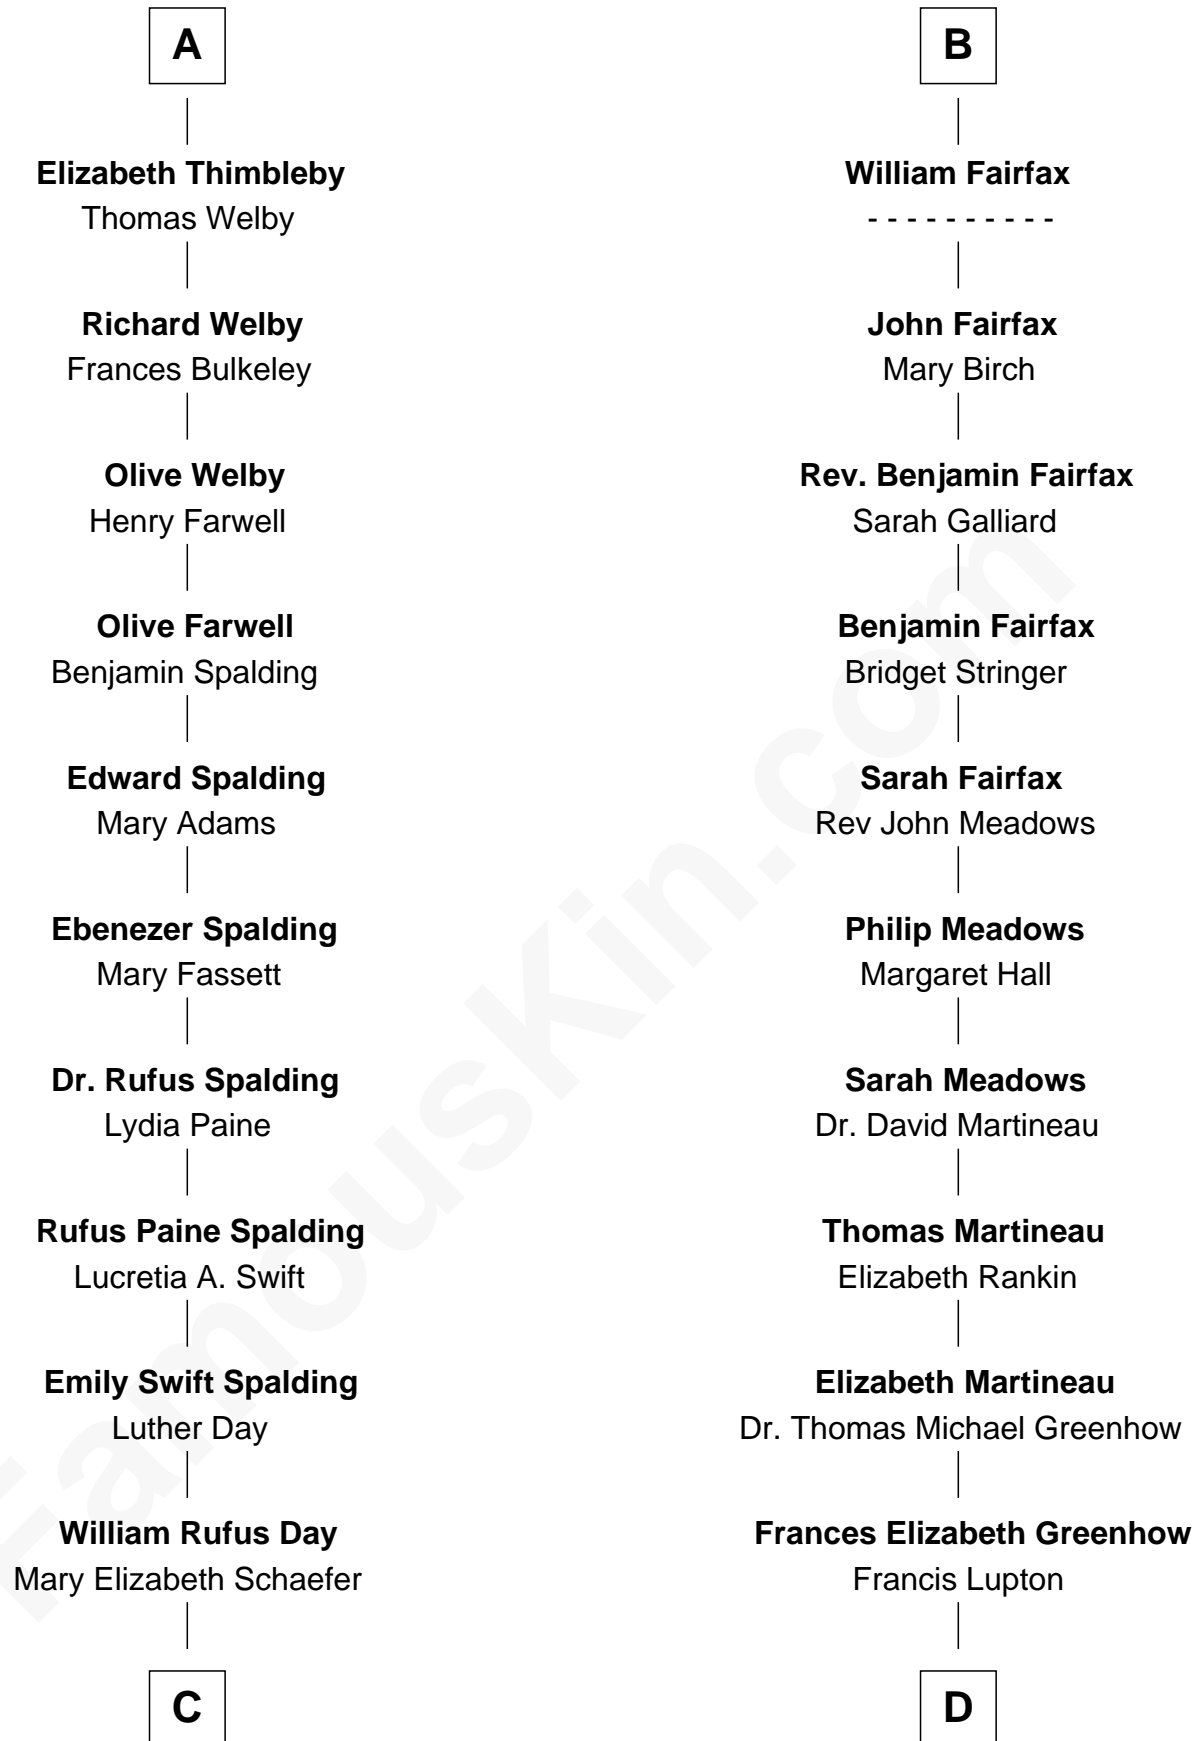 A
Elizabeth Thimbleby
Thomas Welby
Richard Welby
Frances Bulkeley
Olive Welby
Henry Farwell
Olive Farwell
Benjamin Spalding
Edward Spalding
Mary Adams
Ebenezer Spalding
Mary Fassett
Dr. Rufus Spalding
Lydia Paine
Rufus Paine Spalding
Lucretia A. Swift
Emily Swift Spalding
Luther Day
William Rufus Day
Mary Elizabeth Schaefer
C
B
William Fairfax
- - - - - - - - - -
John Fairfax
Mary Birch
Rev. Benjamin Fairfax
Sarah Galliard
Benjamin Fairfax
Bridget Stringer
Sarah Fairfax
Rev John Meadows
Philip Meadows
Margaret Hall
Sarah Meadows
Dr. David Martineau
Thomas Martineau
Elizabeth Rankin
Elizabeth Martineau
Dr. Thomas Michael Greenhow
Frances Elizabeth Greenhow
Francis Lupton
D
FamousKin.com